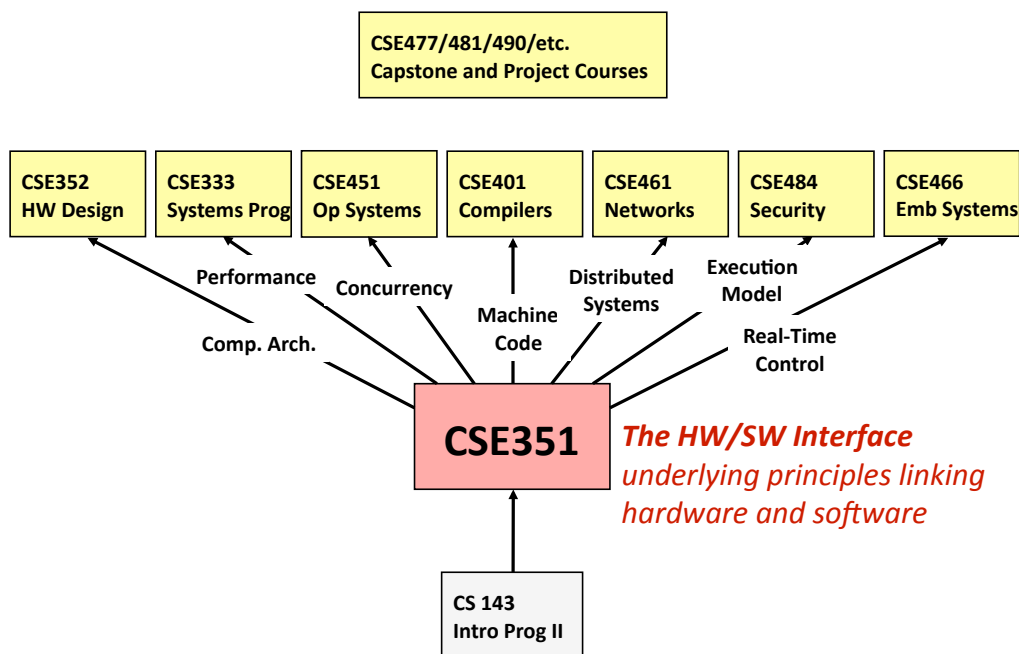 CSE477/481/490/etc.
Capstone and Project Courses
CSE352
HW Design
CSE333
Systems Prog
CSE451
Op Systems
CSE401
Compilers
CSE461
Networks
CSE484
Security
CSE466
Emb Systems
Performance
Concurrency
Distributed
Systems
Execution
Model
Comp. Arch.
Machine
Code
Real-Time
Control
CSE351
The HW/SW Interface
underlying principles linking
hardware and software
CS 143
Intro Prog II